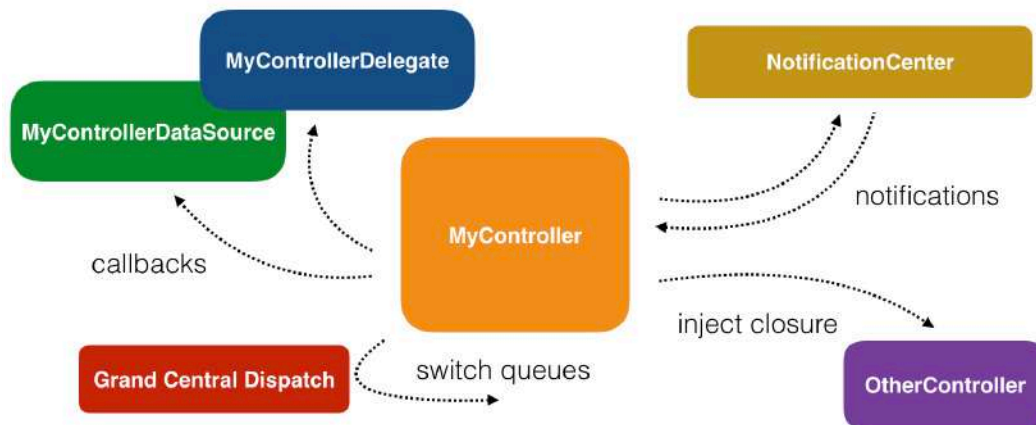 MyControllerDelegate
NotificationCenter
MyControllerDataSource
notifications
MyController
callbacks
inject closure
switch queues
Grand Central Dispatch
OtherController